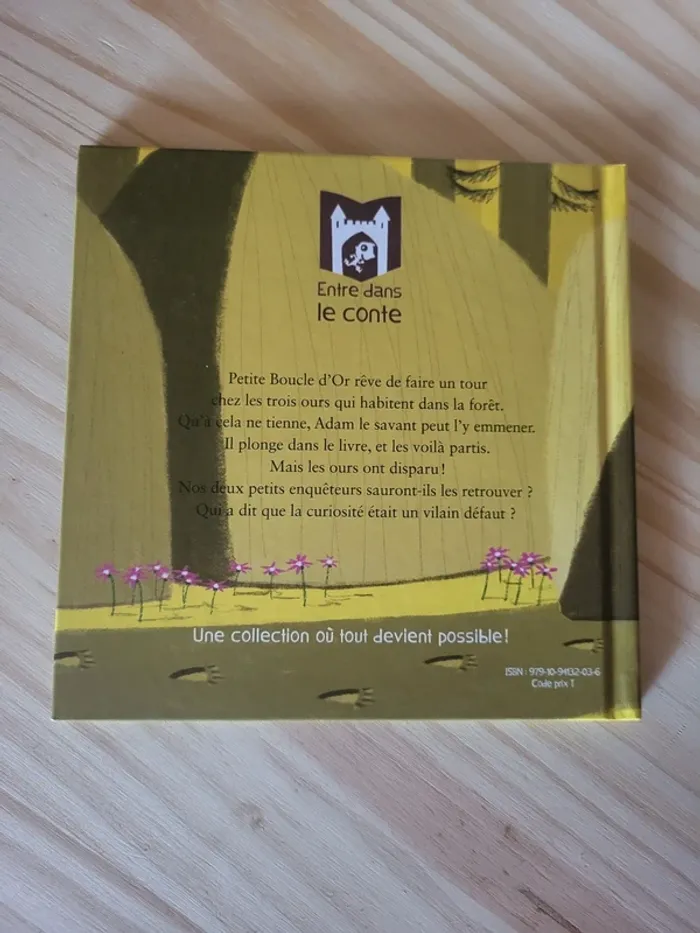 Entre dans
le conte
Petite Boucle d'Or rêve de faire un tour
chez les trois ours qui habitent dans la forêt.
Qu'à cela ne tienne, Adam le savant peut l'y emmener.
Il plonge dans le livre, et les voilà partis.
Mais les ours ont disparu !
Nos deux petits enquêteurs sauront-ils les retrouver ?
Qui a dit que la curiosité était un vilain défaut ?
Une collection où tout devient possible !
ISBN : 979-10-94132-03-6
Code prix 1